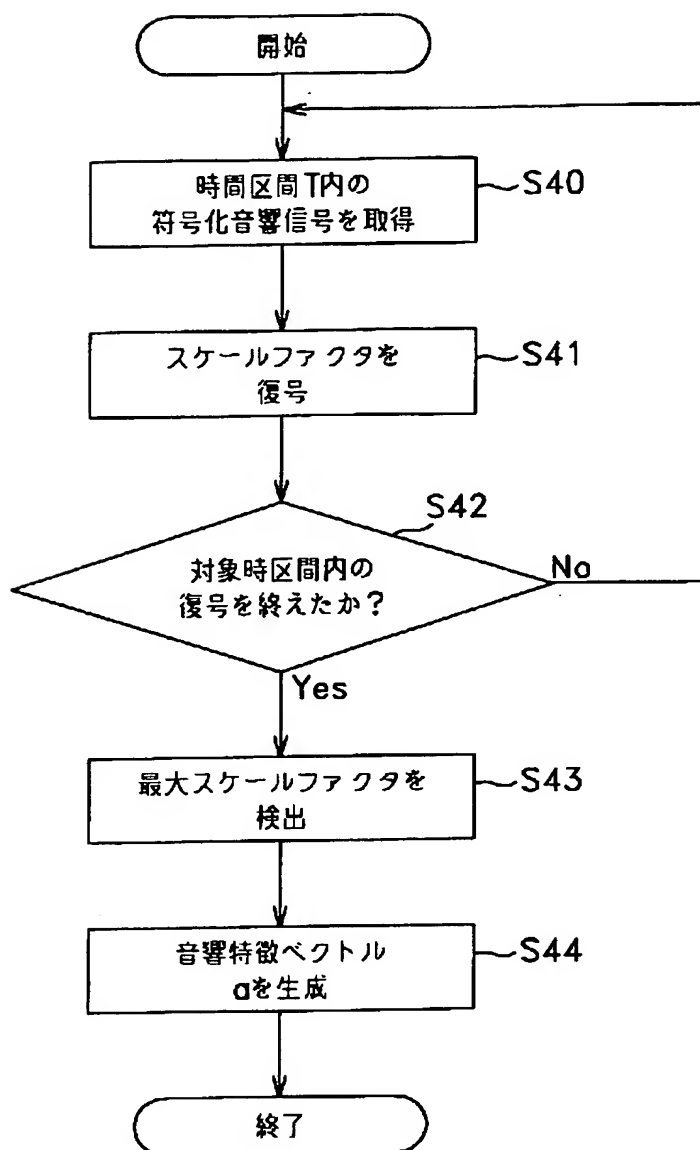 開始
時間区間T内の
符号化音響信号を取得
S40
スケールファクタを
復号
S41
S42
対象時区間内の
復号を終えたか？
No
Yes
最大スケールファクタを
検出
S43
音響特徴ベクトル
aを生成
S44
終了